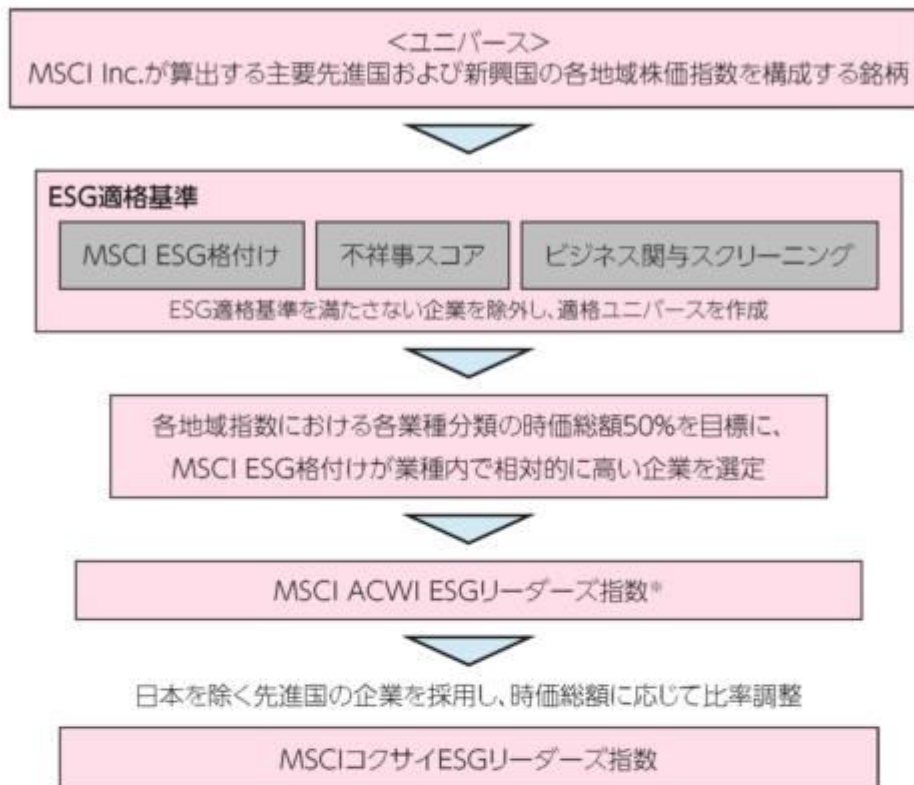 <ユニバース>
MSCI Inc.が算出する主要先進国および新興国の各地域株価指数を構成する銘柄
ESG適格基準
MSCI ESG格付け
不祥事スコア
ビジネス関与スクリーニング
ESG適格基準を満たさない企業を除外し、適格ユニバースを作成
各地域指数における各業種分類の時価総額50%を目標に、
MSCI ESG格付けが業種内で相対的に高い企業を選定
MSCI ACWI ESGリーダーズ指数※
日本を除く先進国の企業を採用し、時価総額に応じて比率調整
MSCIコクサイESGリーダーズ指数